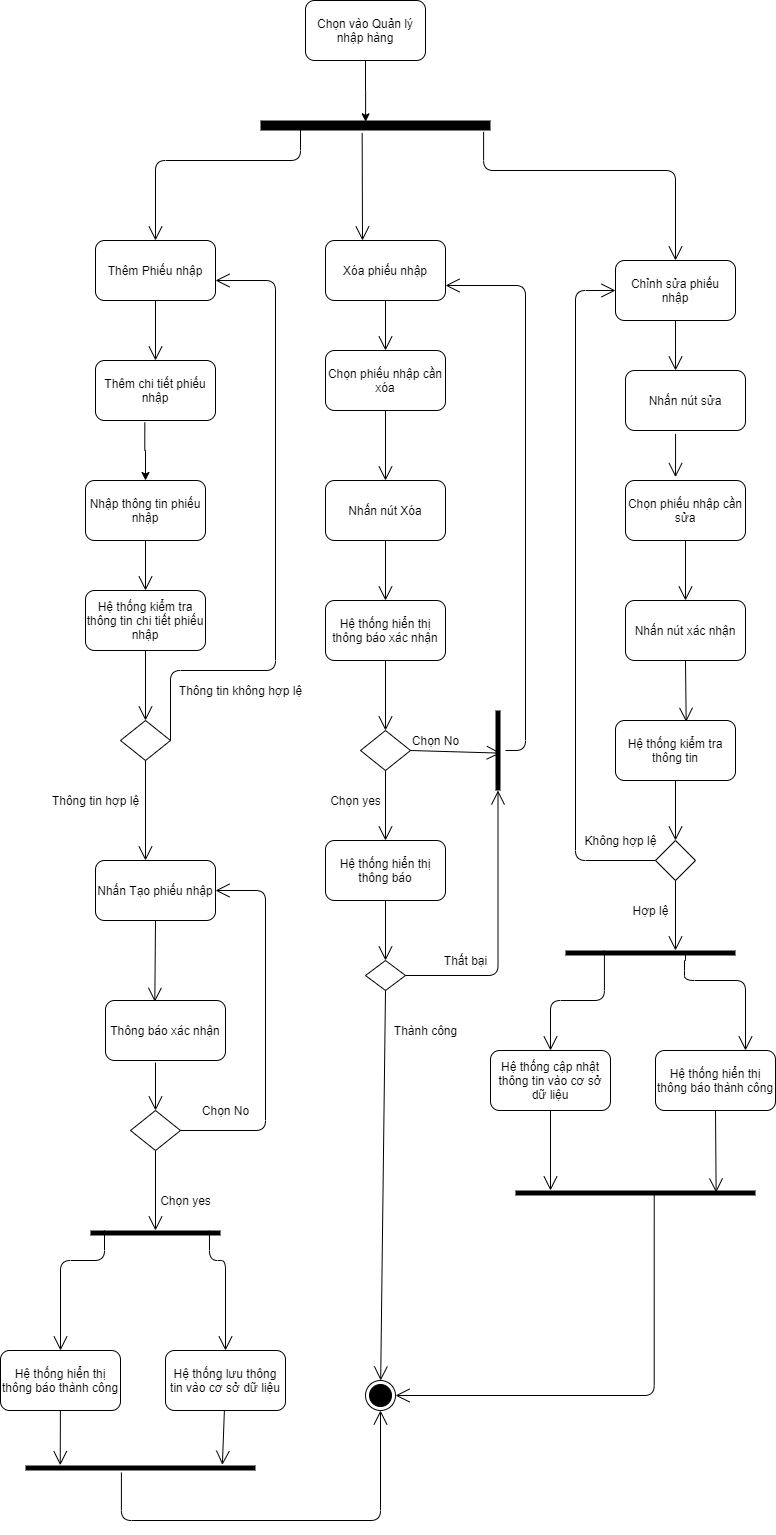 Chọn vào Quản lý
nhập hàng
Thêm Phiếu nhập
Thêm chi tiết phiếu
nhập
Nhập thông tin phiếu
nhập
Hệ thống kiểm tra
thông tin chi tiết phiếu
nhập
Thông tin không hợp lệ
Thông tin hợp lệ
Nhấn Tạo phiếu nhập
Thông báo xác nhận
Chọn No
Chọn yes
Hệ thống hiển thị
thông báo thành công
Hệ thống lưu thông
tin vào cơ sở dữ liệu
Xóa phiếu nhập
Chọn phiếu nhập cần
xóa
Nhấn nút Xóa
Hệ thống hiển thị
thông báo xác nhận
Chọn No
Chọn yes
Hệ thống hiển thị
thông báo
Thất bại
Thành công
Chỉnh sửa phiếu
nhập
Nhấn nút sửa
Chọn phiếu nhập cần
sửa
Nhấn nút xác nhận
Hệ thống kiểm tra
thông tin
Không hợp lệ
Hợp lệ
Hệ thống cập nhật
thông tin vào cơ sở
dữ liệu
Hệ thống hiển thị
thông báo thành công